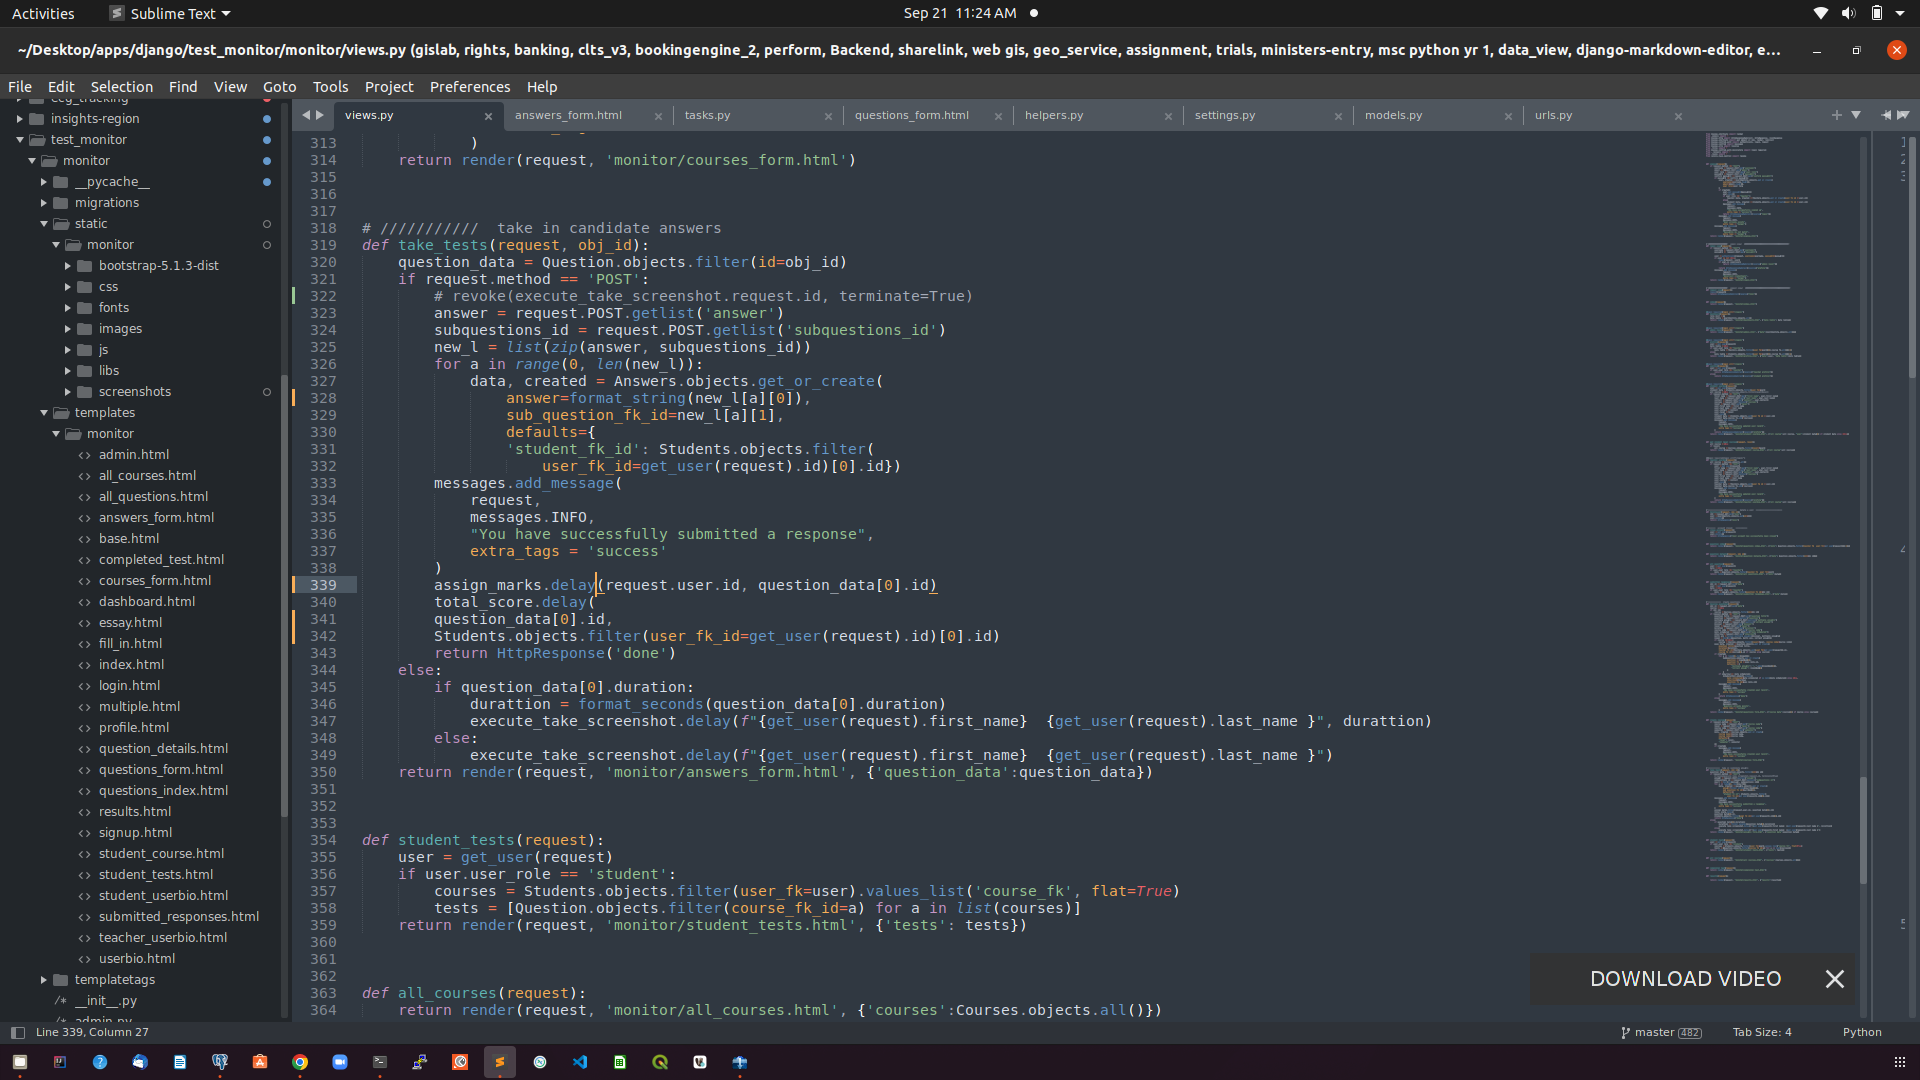 Activities
Sublime Text
Sep 21 11:24 AM
~/Desktop/apps/django/test_monitor/monitor/views.py (gislab, rights, banking, clts_v3, bookingengine_2, perform, Backend, sharelink, web gis, geo_service, assignment, trials, ministers-entry, msc python yr 1, data_view, django-markdown-editor, e...
File Edit Selection Find View Goto Tools Project Preferences Help
insights-region
test_monitor
monitor
__pycache__
migrations
static
monitor
bootstrap-5.1.3-dist
css
fonts
images
js
libs
screenshots
templates
monitor
admin.html
all_courses.html
all_questions.html
answers_form.html
base.html
completed_test.html
courses_form.html
dashboard.html
essay.html
fill_in.html
index.html
login.html
multiple.html
profile.html
question_details.html
questions_form.html
questions_index.html
results.html
signup.html
student_course.html
student_tests.html
student_userbio.html
submitted_responses.html
teacher_userbio.html
userbio.html
templatetags
__init__.py
admin.py
views.py answers_form.html tasks.py questions_form.html helpers.py settings.py models.py urls.py
313 )
314 return render(request, 'monitor/courses_form.html')
315
316
317
318 # /////////// take in candidate answers
319 def take_tests(request, obj_id):
320 question_data = Question.objects.filter(id=obj_id)
321 if request.method == 'POST':
322 # revoke(execute_take_screenshot.request.id, terminate=True)
323 answer = request.POST.getlist('answer')
324 subquestions_id = request.POST.getlist('subquestions_id')
325 new_l = list(zip(answer, subquestions_id))
326 for a in range(0, len(new_l)):
327 data, created = Answers.objects.get_or_create(
328 answer=format_string(new_l[a][0]),
329 sub_question_fk_id=new_l[a][1],
330 defaults={
331 'student_fk_id': Students.objects.filter(
332 user_fk_id=get_user(request).id)[0].id})
333 messages.add_message(
334 request,
335 messages.INFO,
336 "You have successfully submitted a response",
337 extra_tags = 'success'
338 )
339 assign_marks.delay(request.user.id, question_data[0].id)
340 total_score.delay(
341 question_data[0].id,
342 Students.objects.filter(user_fk_id=get_user(request).id)[0].id)
343 return HttpResponse('done')
344 else:
345 if question_data[0].duration:
346 durattion = format_seconds(question_data[0].duration)
347 execute_take_screenshot.delay(f"{get_user(request).first_name}  {get_user(request).last_name }", durattion)
348 else:
349 execute_take_screenshot.delay(f"{get_user(request).first_name}  {get_user(request).last_name }")
350 return render(request, 'monitor/answers_form.html', {'question_data':question_data})
351
352
353
354 def student_tests(request):
355 user = get_user(request)
356 if user.user_role == 'student':
357 courses = Students.objects.filter(user_fk=user).values_list('course_fk', flat=True)
358 tests = [Question.objects.filter(course_fk_id=a) for a in list(courses)]
359 return render(request, 'monitor/student_tests.html', {'tests': tests})
360
361
362
363 def all_courses(request):
364 return render(request, 'monitor/all_courses.html', {'courses':Courses.objects.all()})
DOWNLOAD VIDEO
Line 339, Column 27
master 482
Tab Size: 4
Python